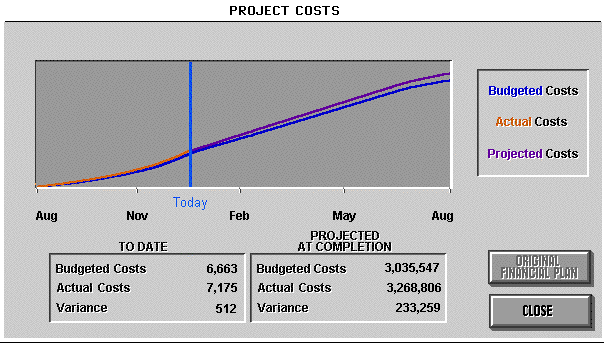 PROJECT COSTS
Budgeted Costs
Actual Costs
Projected Costs
Aug Nov Feb May Aug
Today
TO DATE
Budgeted Costs 6,663
Actual Costs 7,175
Variance 512
PROJECTED
AT COMPLETION
Budgeted Costs 3,035,547
Actual Costs 3,268,806
Variance 233,259
ORIGINAL
FINANCIAL PLAN
CLOSE